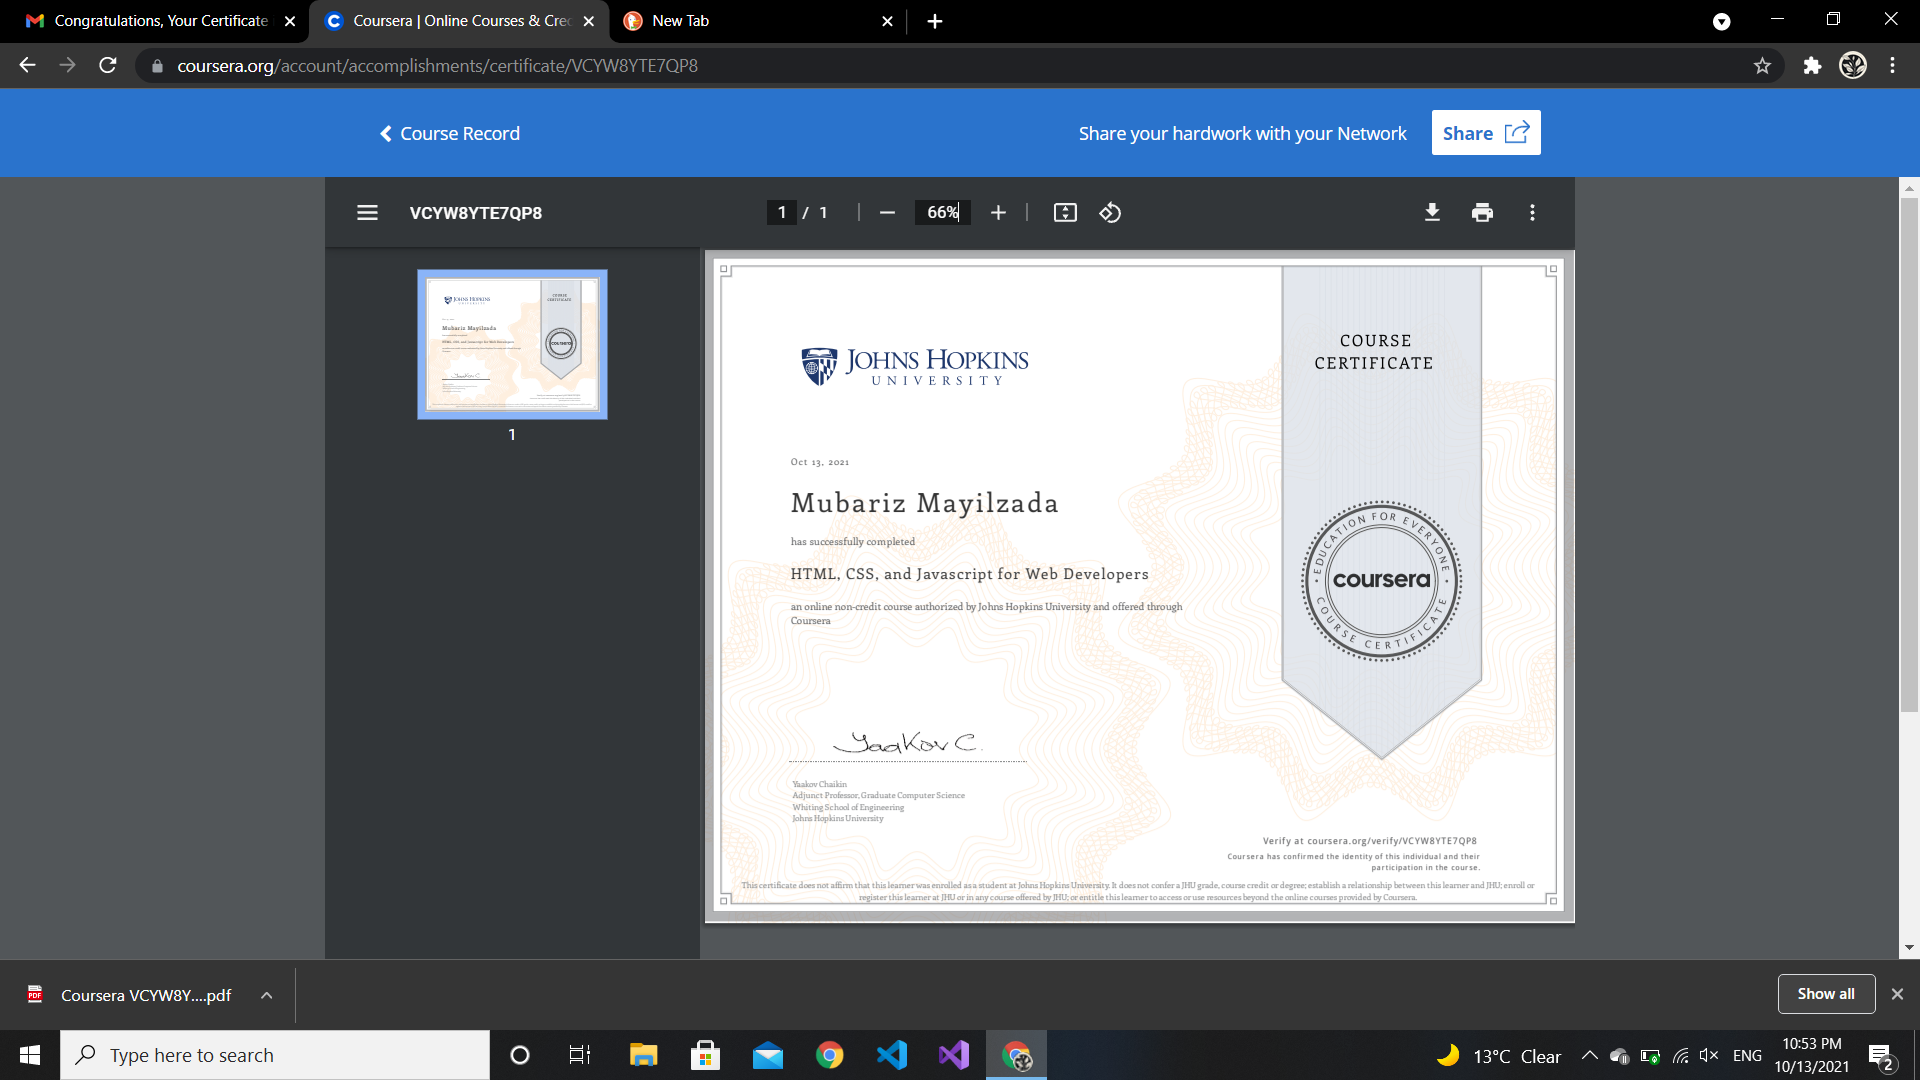 Congratulations, Your Certificate
Coursera | Online Courses & Cre
New Tab
coursera.org/account/accomplishments/certificate/VCYW8YTE7QP8
Course Record
Share your hardwork with your Network
Share
VCYW8YTE7QP8
1 / 1
66%
1
JOHNS HOPKINS
UNIVERSITY
COURSE
CERTIFICATE
Oct 13, 2021
Mubariz Mayilzada
has successfully completed
HTML, CSS, and Javascript for Web Developers
an online non-credit course authorized by Johns Hopkins University and offered through
Coursera
EDUCATION FOR EVERYONE
coursera
COURSE CERTIFICATE
Yaakov C.
Yaakov Chaikin
Adjunct Professor, Graduate Computer Science
Whiting School of Engineering
Johns Hopkins University
Verify at coursera.org/verify/VCYW8YTE7QP8
Coursera has confirmed the identity of this individual and their
participation in the course.
This certificate does not affirm that this learner was enrolled as a student at Johns Hopkins University. It does not confer a JHU grade, course credit or degree; establish a relationship between this learner and JHU; enroll or
register this learner at JHU or in any course offered by JHU; or entitle this learner to access or use resources beyond the online courses provided by Coursera.
PDF
Coursera VCYW8Y....pdf
Show all
Type here to search
13°C Clear
ENG
10:53 PM
10/13/2021
2